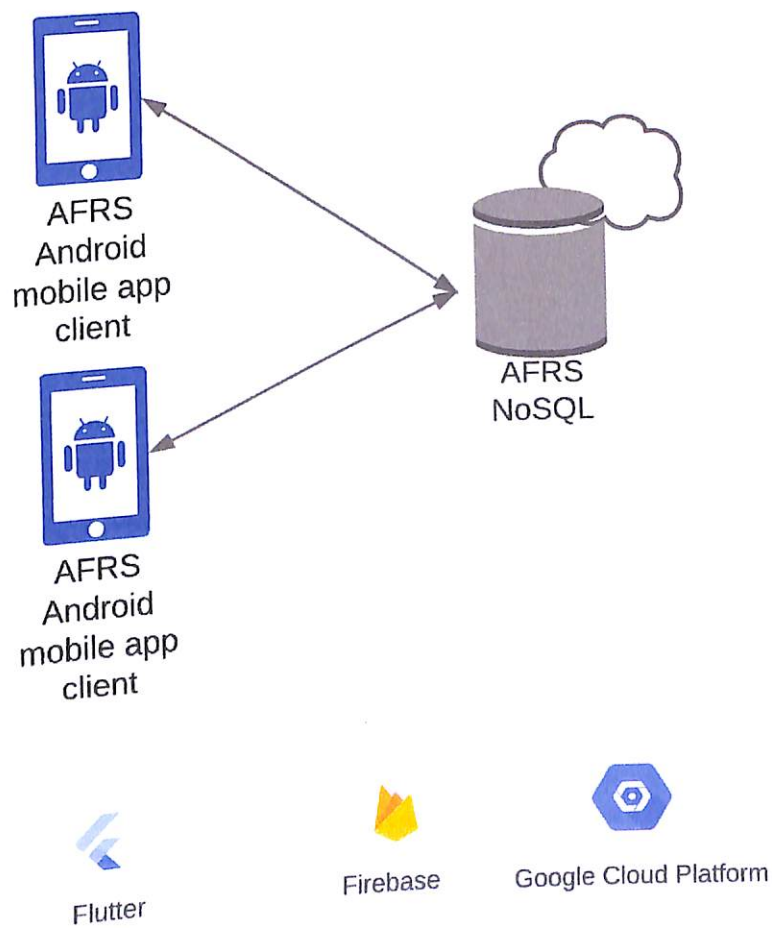 AFRS
Android
mobile app
client
AFRS
NoSQL
AFRS
Android
mobile app
client
Flutter
Firebase
Google Cloud Platform